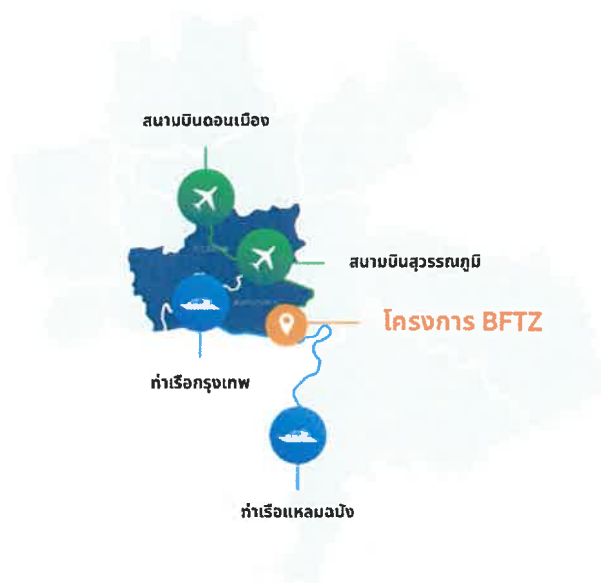 สนามบินดอนเมือง
สนามบินสุวรรณภูมิ
โครงการ BFTZ
ท่าเรือกรุงเทพ
ท่าเรือแหลมฉบัง